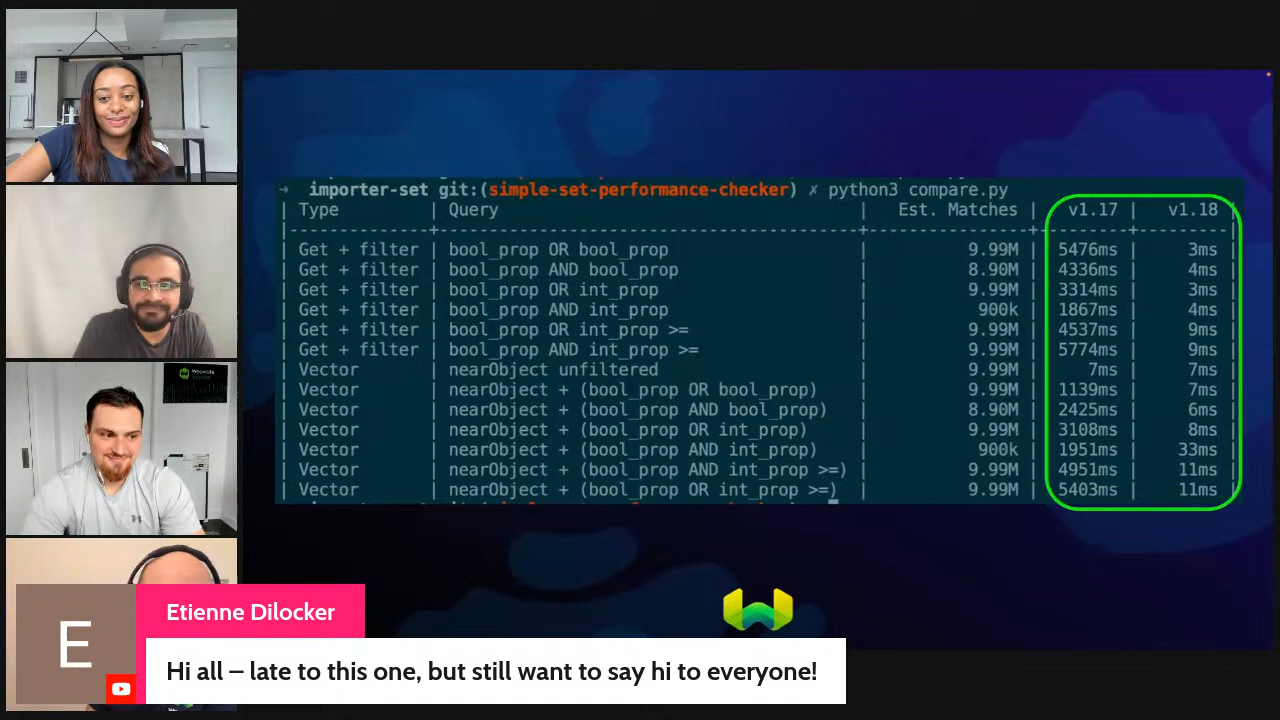 ➜ importer-set git:(simple-set-performance-checker) ✗ python3 compare.py
| Type | Query | Est. Matches | v1.17 | v1.18 |
|--------------+------------------------------------------+----------------+---------+---------|
| Get + filter | bool_prop OR bool_prop | 9.99M | 5476ms | 3ms |
| Get + filter | bool_prop AND bool_prop | 8.90M | 4336ms | 4ms |
| Get + filter | bool_prop OR int_prop | 9.99M | 3314ms | 3ms |
| Get + filter | bool_prop AND int_prop | 900k | 1867ms | 4ms |
| Get + filter | bool_prop OR int_prop >= | 9.99M | 4537ms | 9ms |
| Get + filter | bool_prop AND int_prop >= | 9.99M | 5774ms | 9ms |
| Vector | nearObject unfiltered | 9.99M | 7ms | 7ms |
| Vector | nearObject + (bool_prop OR bool_prop) | 9.99M | 1139ms | 7ms |
| Vector | nearObject + (bool_prop AND bool_prop) | 8.90M | 2425ms | 6ms |
| Vector | nearObject + (bool_prop OR int_prop) | 9.99M | 3108ms | 8ms |
| Vector | nearObject + (bool_prop AND int_prop) | 900k | 1951ms | 33ms |
| Vector | nearObject + (bool_prop AND int_prop >=) | 9.99M | 4951ms | 11ms |
| Vector | nearObject + (bool_prop OR int_prop >=) | 9.99M | 5403ms | 11ms |
E
Etienne Dilocker
Hi all – late to this one, but still want to say hi to everyone!